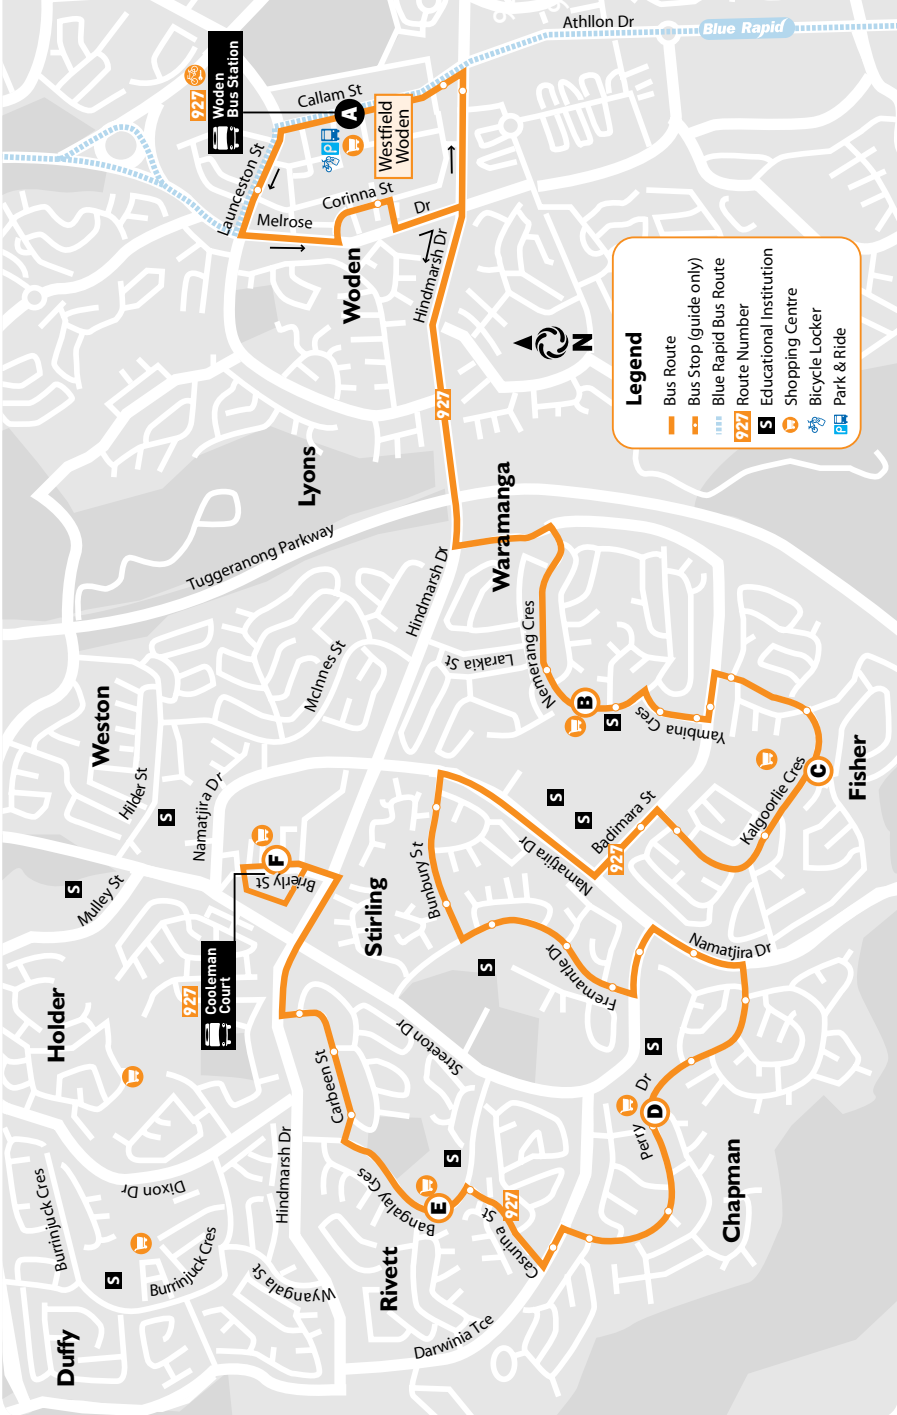 Athllon Dr
Blue Rapid
927
Woden
Bus Station
Callam St
A
P
Westfield
Woden
Launceston St
Melrose
Corinna St
Dr
Woden
Hindmarsh Dr
927
N
Legend
Bus Route
Bus Stop (guide only)
Blue Rapid Bus Route
927 Route Number
S Educational Institution
Shopping Centre
Bicycle Locker
P Park & Ride
Lyons
Tuggeranong Parkway
Waramanga
Hindmarsh Dr
Larakia St
Nemerang Cres
B
S
Yambina Cres
McInnes St
Weston
Hilder St
S
Namatjira Dr
S
Mulley St
F
Brierly St
927
Cooleman
Court
Stirling
Bunbury St
Namatjira Dr
S
S
Badimara St
927
Kalgoorlie Cres
C
Fisher
Holder
S
Fremantle Dr
Namatjira Dr
Streeton Dr
S
Carbeen St
Perry Dr
D
Chapman
Hindmarsh Dr
Bangalay Cres
S
E
927
Casurina St
Rivett
Dixon Dr
Burrinjuck Cres
Burrinjuck Cres
S
Wyangala St
Darwinia Tce
Duffy